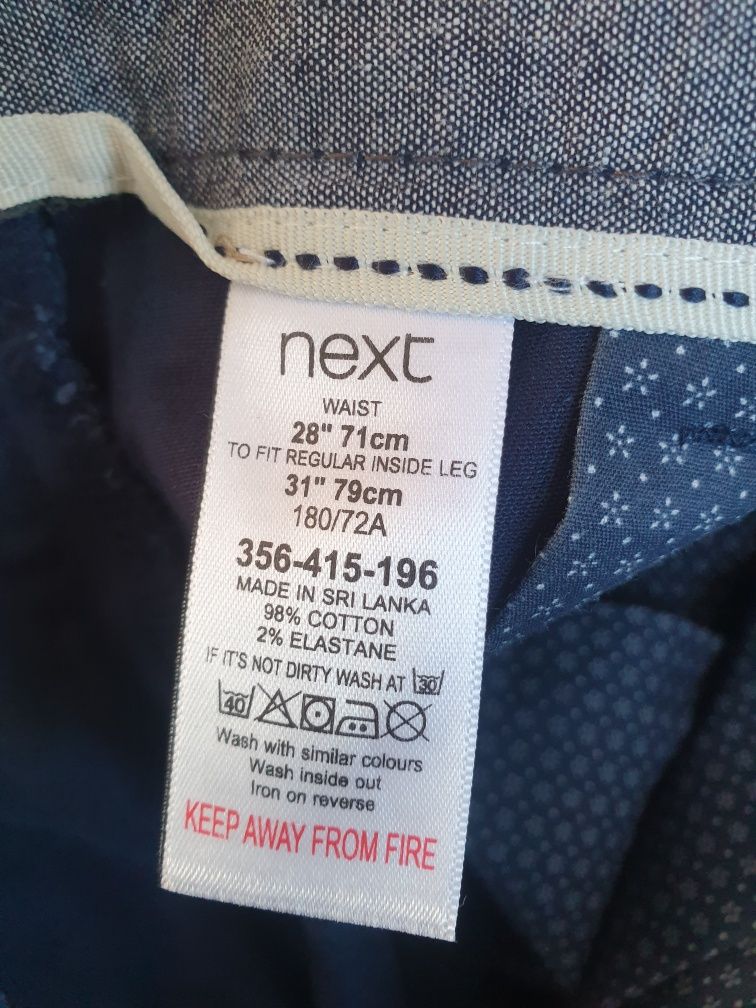 next
WAIST
28" 71cm
TO FIT REGULAR INSIDE LEG
31" 79cm
180/72A
356-415-196
MADE IN SRI LANKA
98% COTTON
2% ELASTANE
IF IT'S NOT DIRTY WASH AT 30
40
Wash with similar colours
Wash inside out
Iron on reverse
KEEP AWAY FROM FIRE